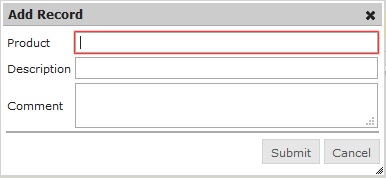 Add Record
Product
Description
Comment
Submit Cancel